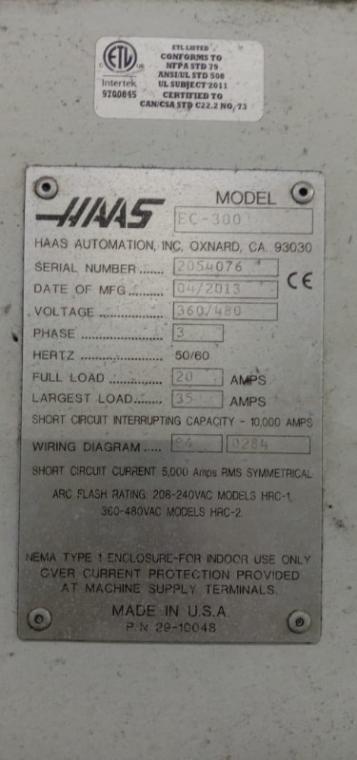 ETL LISTED
CONFORMS TO
NFPA STD 79
ANSI/UL STD 508
UL SUBJECT 2011
CERTIFIED TO
CAN/CSA STD C22.2 NO. 73
ETL
C US
Intertek
9700845
HAAS
MODEL
EC-300
HAAS AUTOMATION, INC. OXNARD, CA. 93030
SERIAL NUMBER ...... 2054076
DATE OF MFG ........... 04/2013 CE
VOLTAGE .................. 360/480
PHASE ...................... 3
HERTZ ...................... 50/60
FULL LOAD ............. 20 AMPS
LARGEST LOAD....... 35 AMPS
SHORT CIRCUIT INTERRUPTING CAPACITY - 10,000 AMPS
WIRING DIAGRAM ..... 0284
SHORT CIRCUIT CURRENT 5,000 Amps RMS SYMMETRICAL
ARC FLASH RATING: 208-240VAC MODELS HRC-1,
360-480VAC MODELS HRC-2.
NEMA TYPE 1 ENCLOSURE-FOR INDOOR USE ONLY
OVER CURRENT PROTECTION PROVIDED
AT MACHINE SUPPLY TERMINALS.
MADE IN U.S.A.
P.N. 29-10048